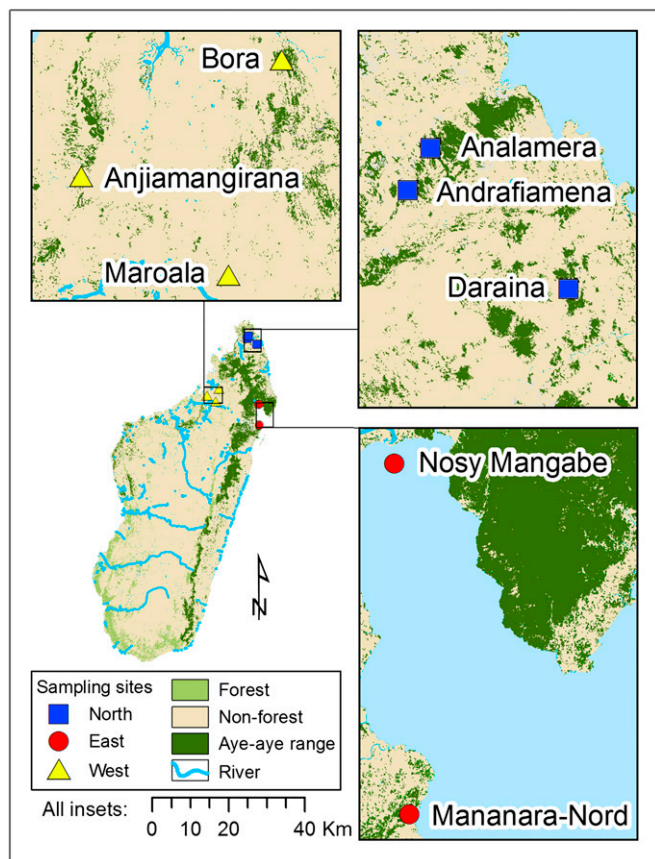 Bora
Anjiamangirana
Maroala
Analamera
Andrafiamena
Daraina
Nosy Mangabe
Mananara-Nord
N
Sampling sites
North
East
West
Forest
Non-forest
Aye-aye range
River
All insets:
0 10 20 40 Km